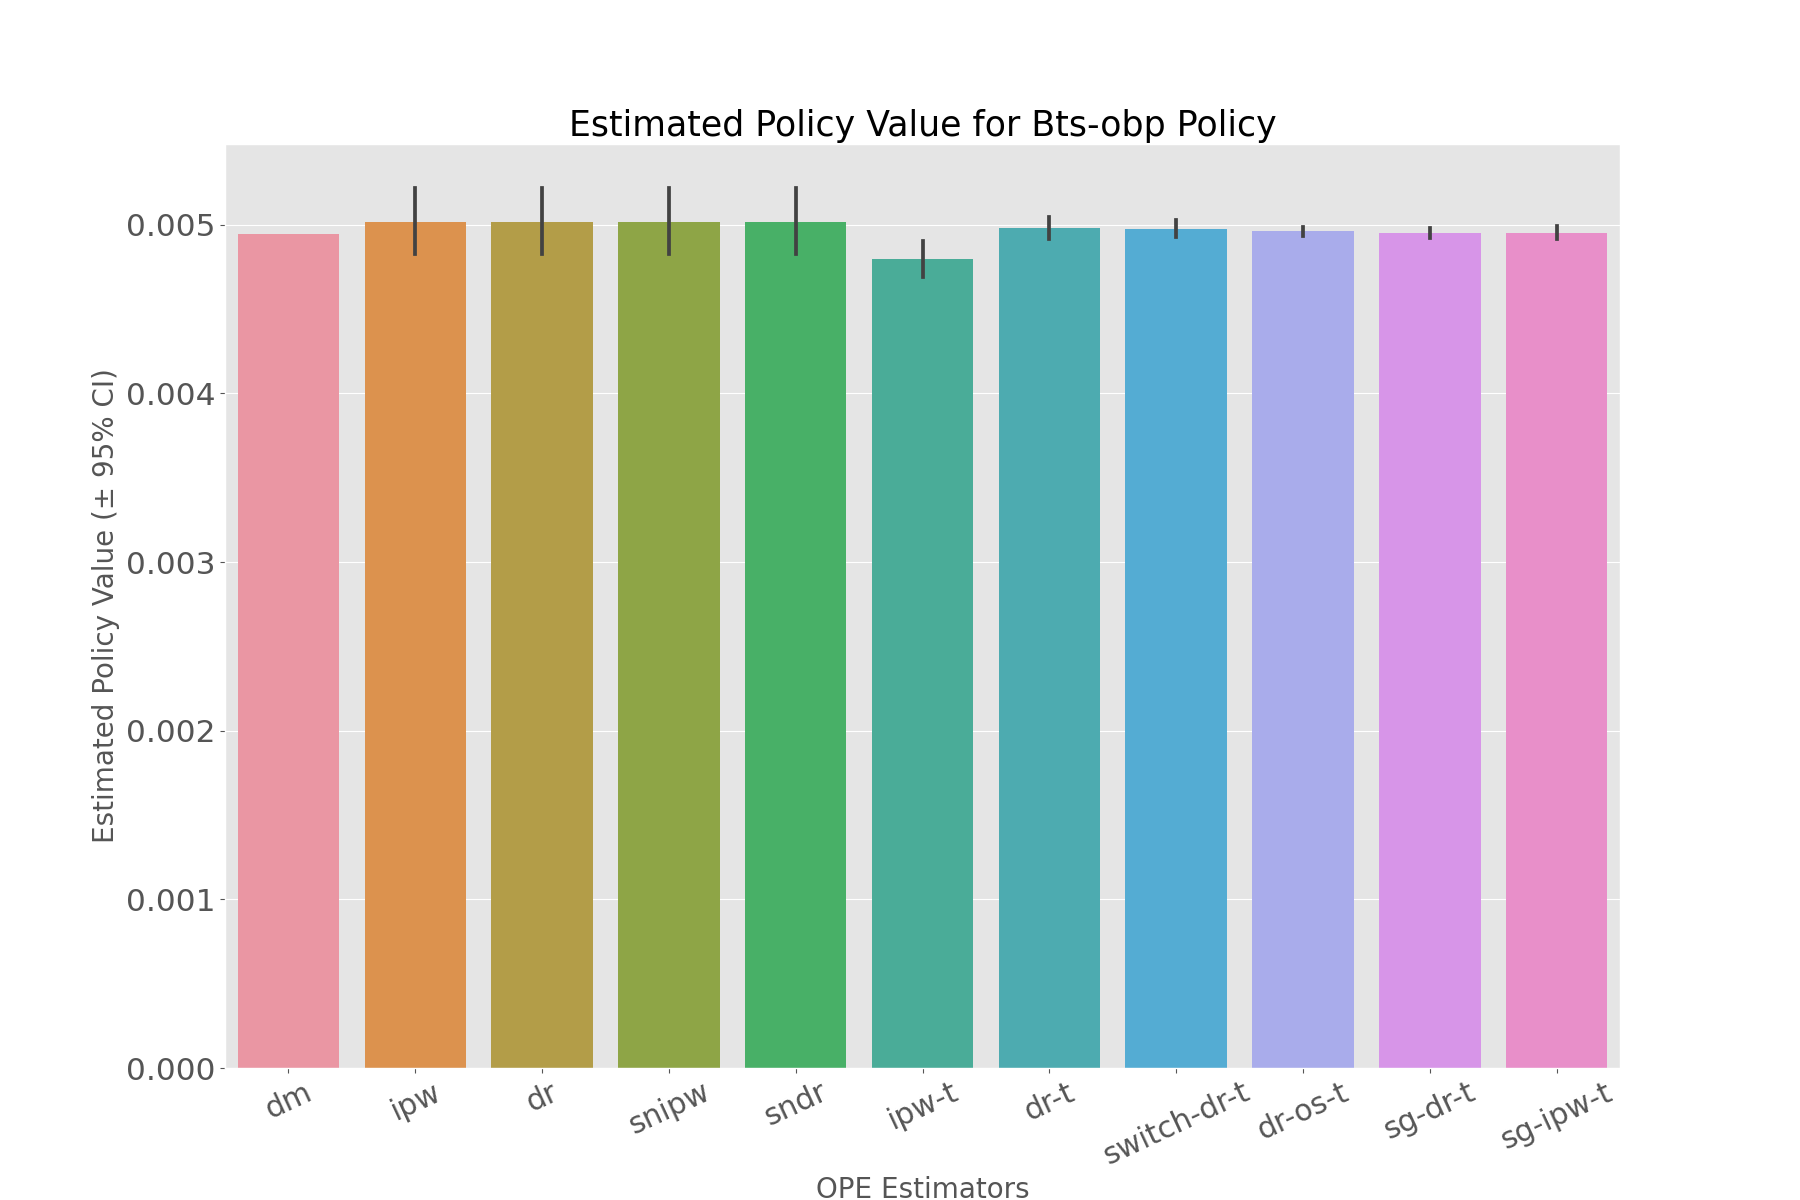 Estimated Policy Value for Bts-obp Policy
Estimated Policy Value (± 95% CI)
0.005
0.004
0.003
0.002
0.001
0.000
dm
ipw
dr
snipw
sndr
ipw-t
dr-t
switch-dr-t
dr-os-t
sg-dr-t
sg-ipw-t
OPE Estimators